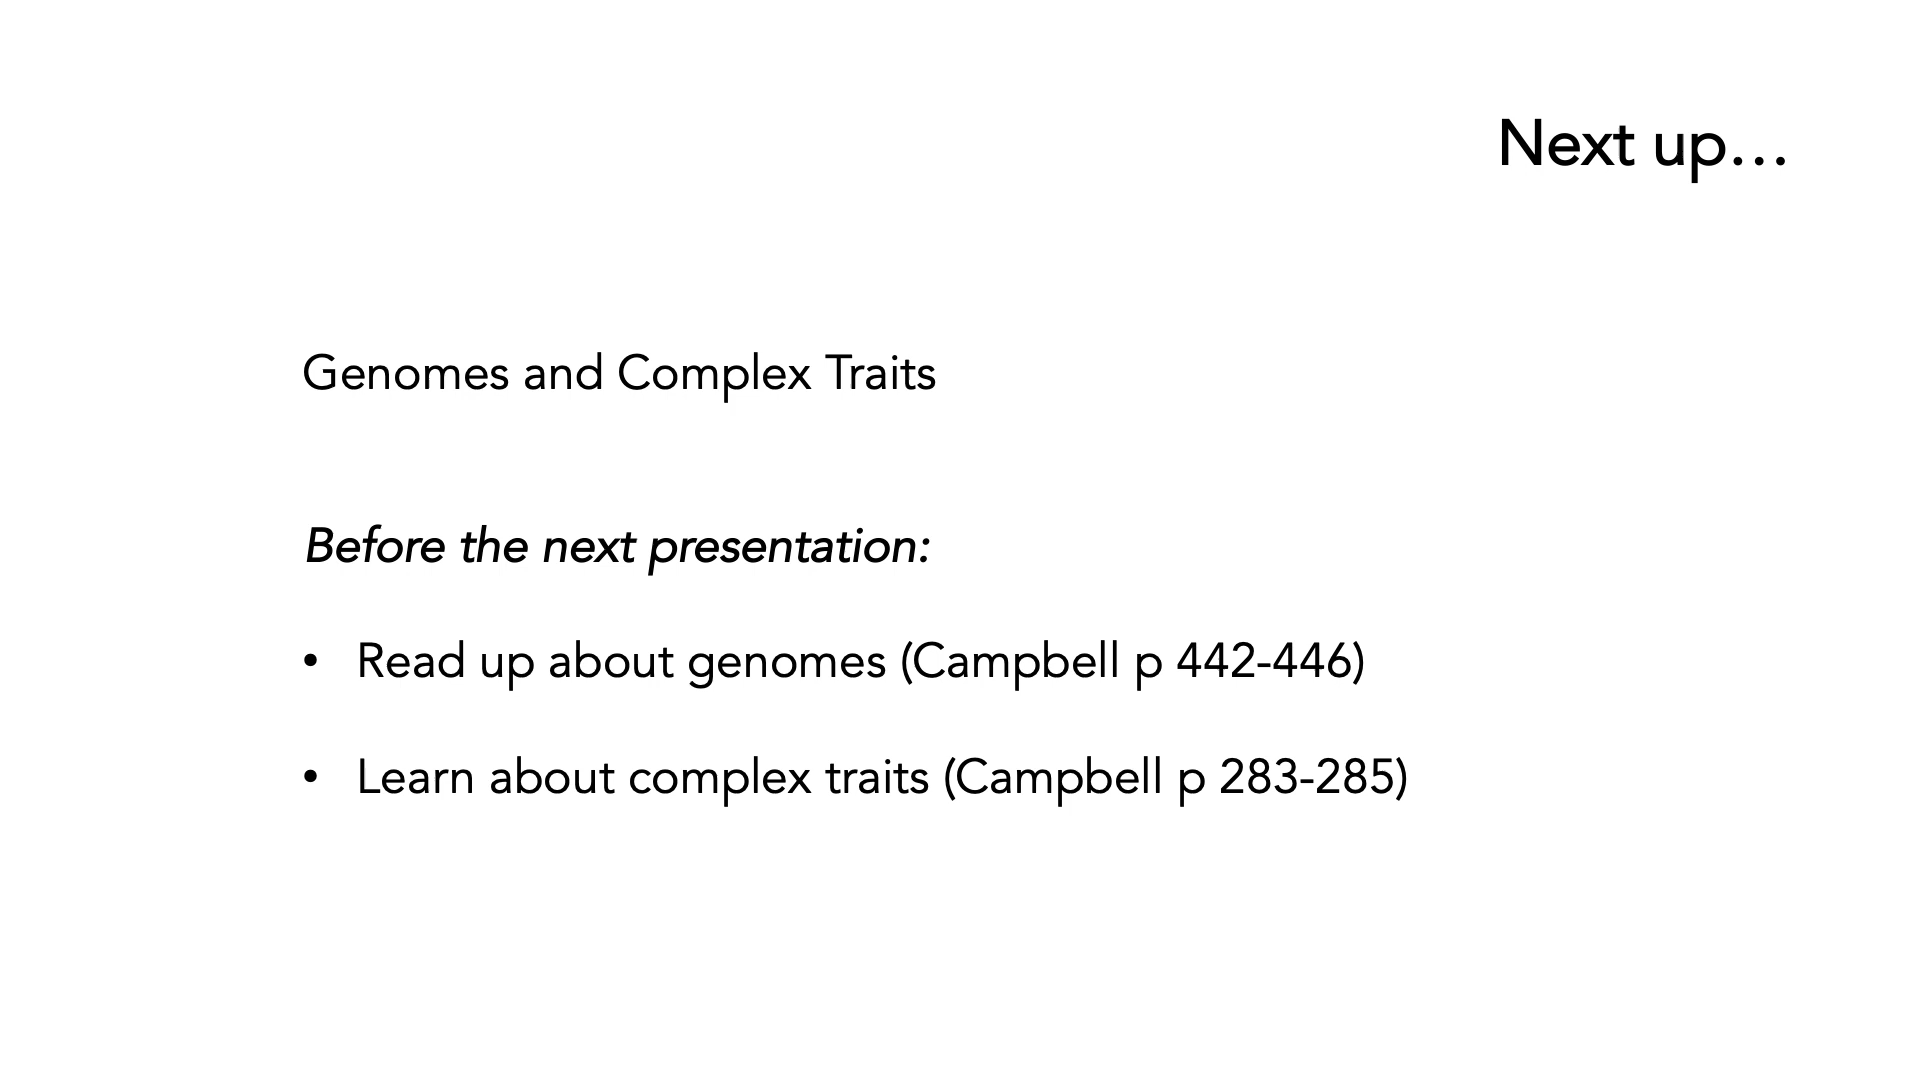 Next up…
Genomes and Complex Traits
Before the next presentation:
• Read up about genomes (Campbell p 442-446)
• Learn about complex traits (Campbell p 283-285)